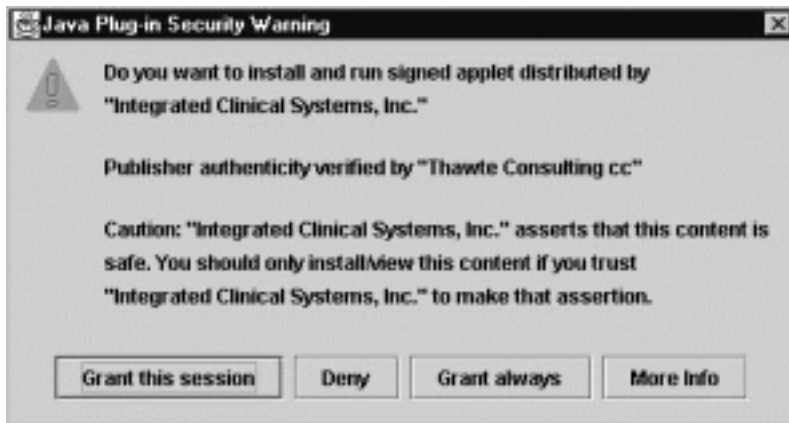 Java Plug-in Security Warning
Do you want to install and run signed applet distributed by
"Integrated Clinical Systems, Inc."
Publisher authenticity verified by "Thawte Consulting cc"
Caution: "Integrated Clinical Systems, Inc." asserts that this content is
safe. You should only install/view this content if you trust
"Integrated Clinical Systems, Inc." to make that assertion.
Grant this session Deny Grant always More Info